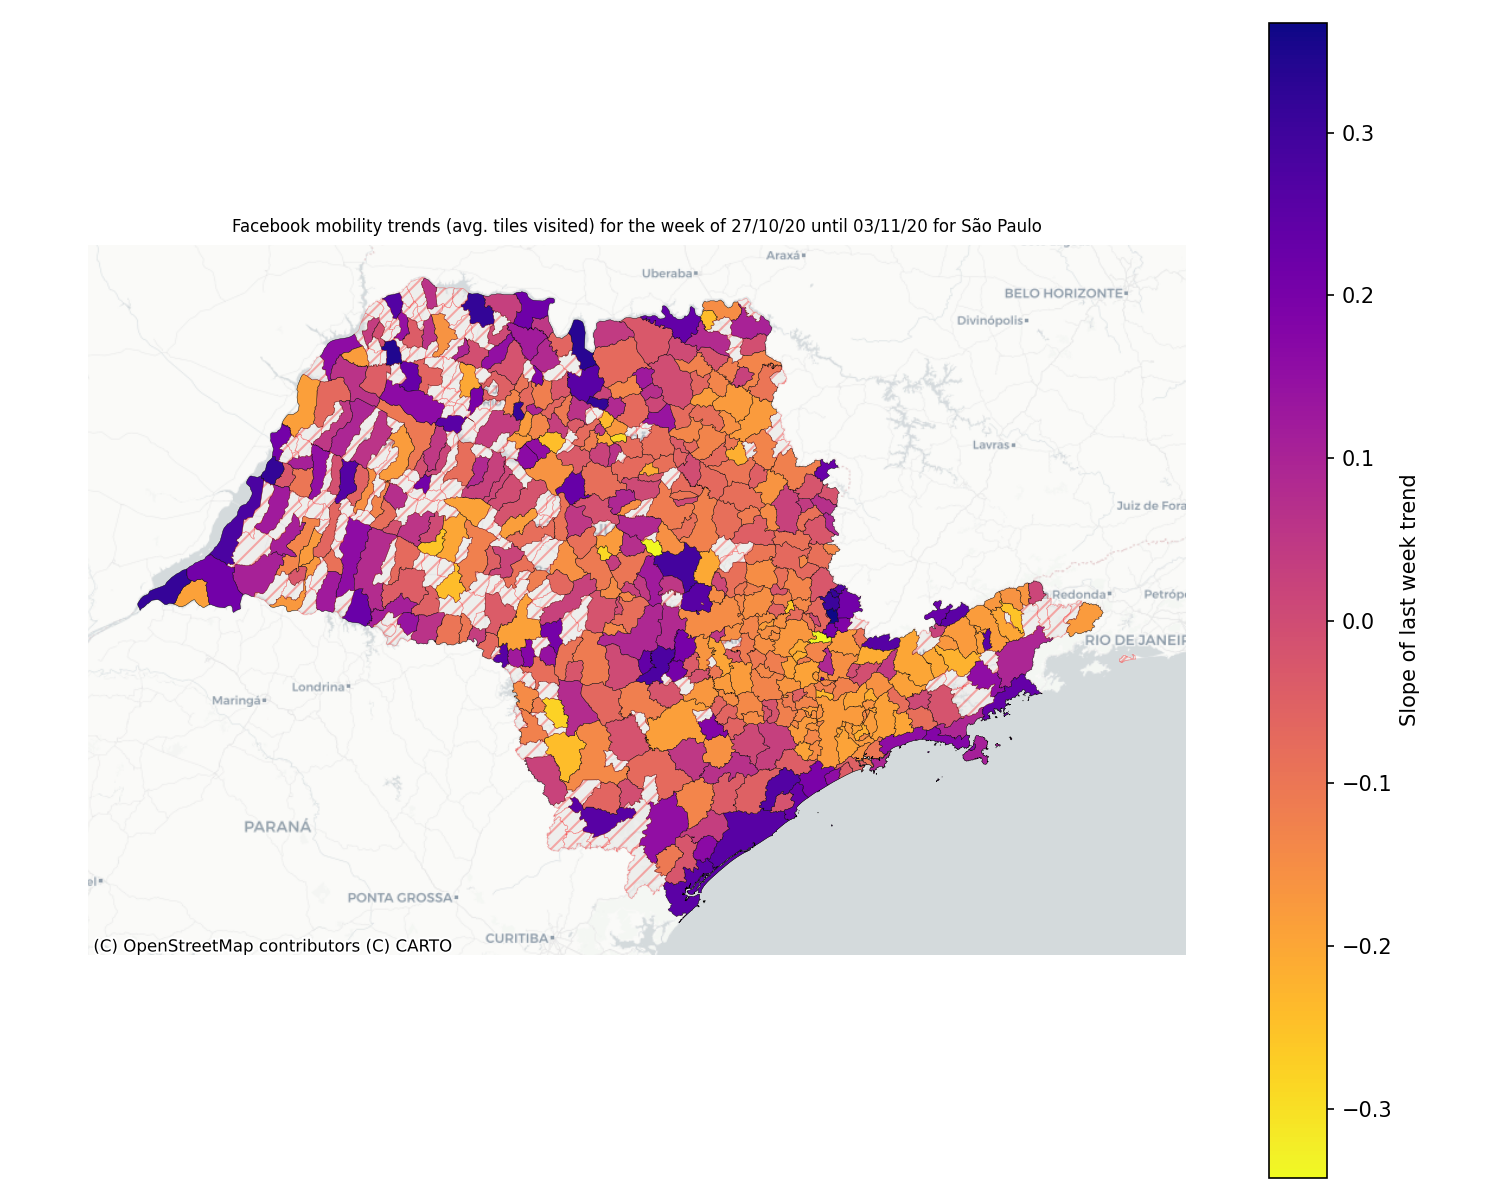 Facebook mobility trends (avg. tiles visited) for the week of 27/10/20 until 03/11/20 for São Paulo
Araxá
Uberaba
BELO HORIZONTE
Divinópolis
Lavras
Juiz de Fora
Redonda
Petróp
RIO DE JANEIR
Londrina
Maringá
PARANÁ
el
PONTA GROSSA
CURITIBA
(C) OpenStreetMap contributors (C) CARTO
0.3
0.2
0.1
0.0
−0.1
−0.2
−0.3
Slope of last week trend